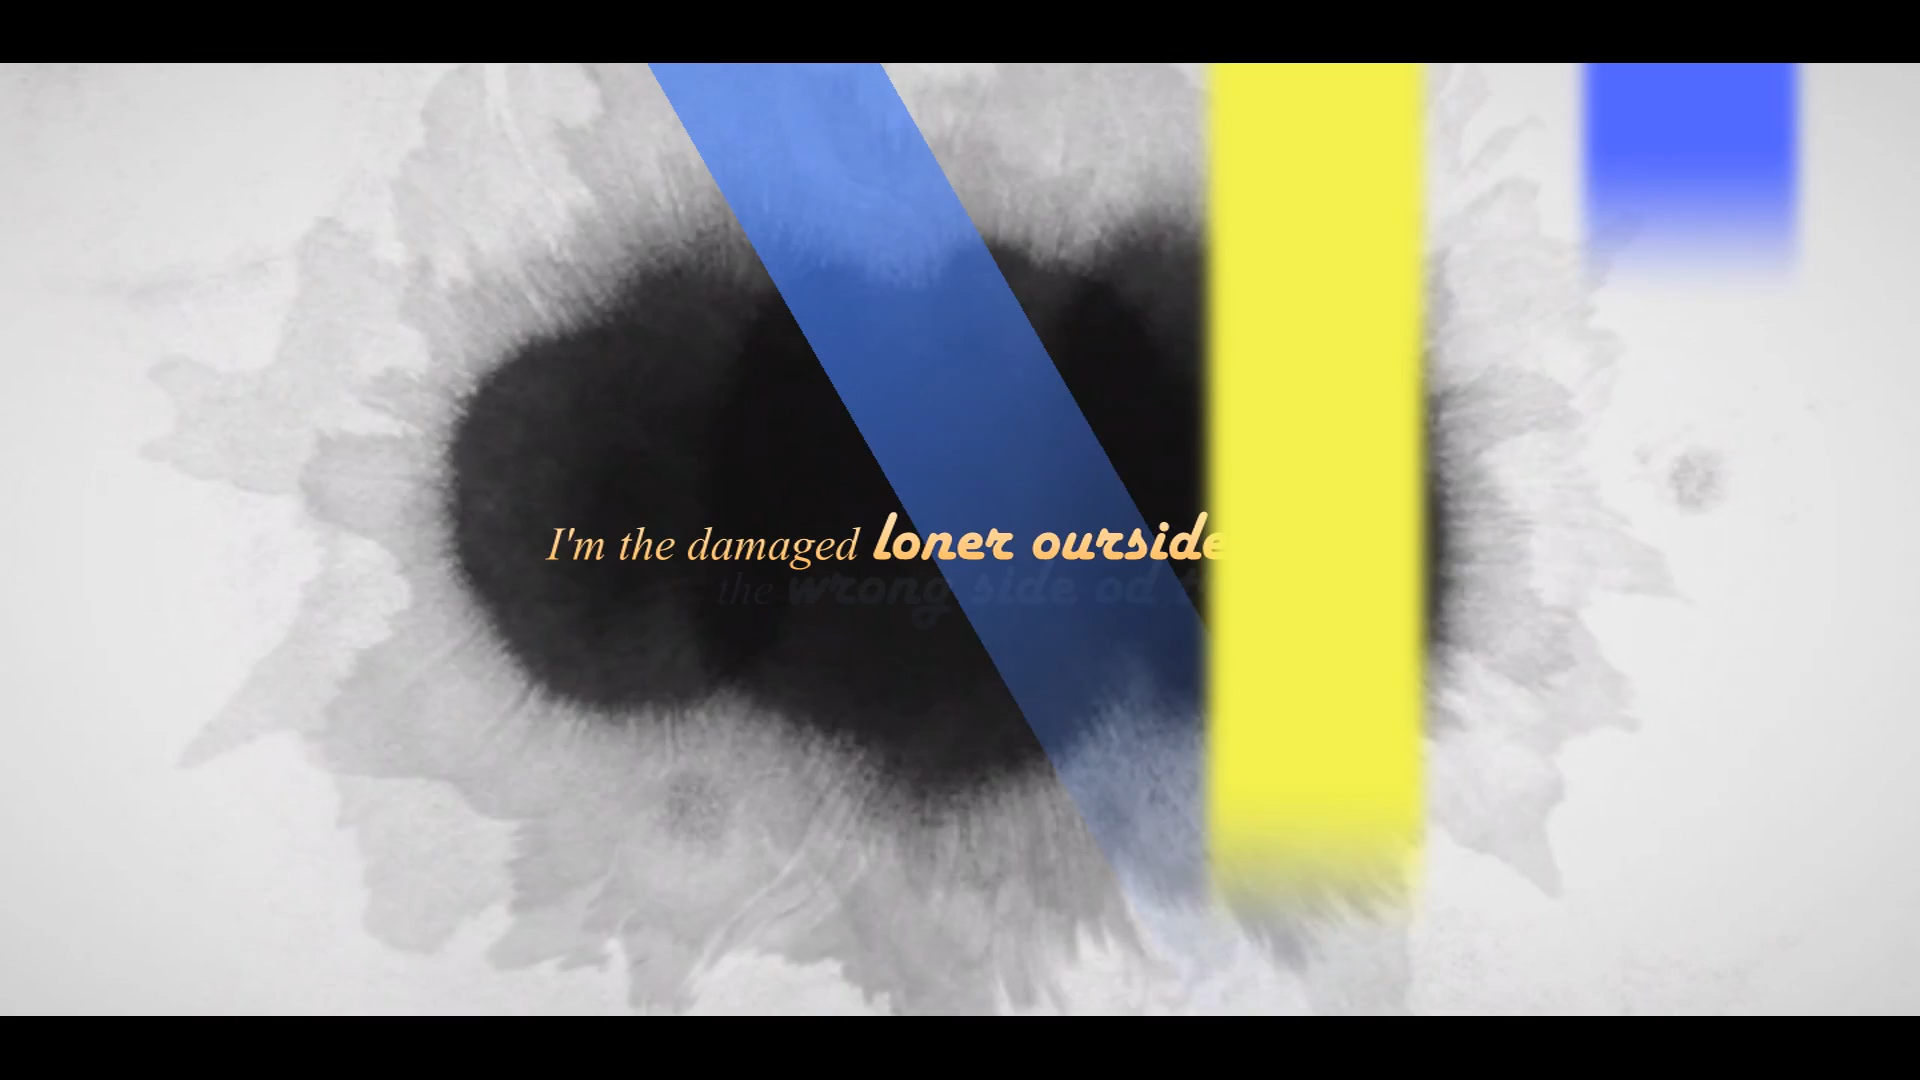 I'm the damaged loner ourside
the wrong side od